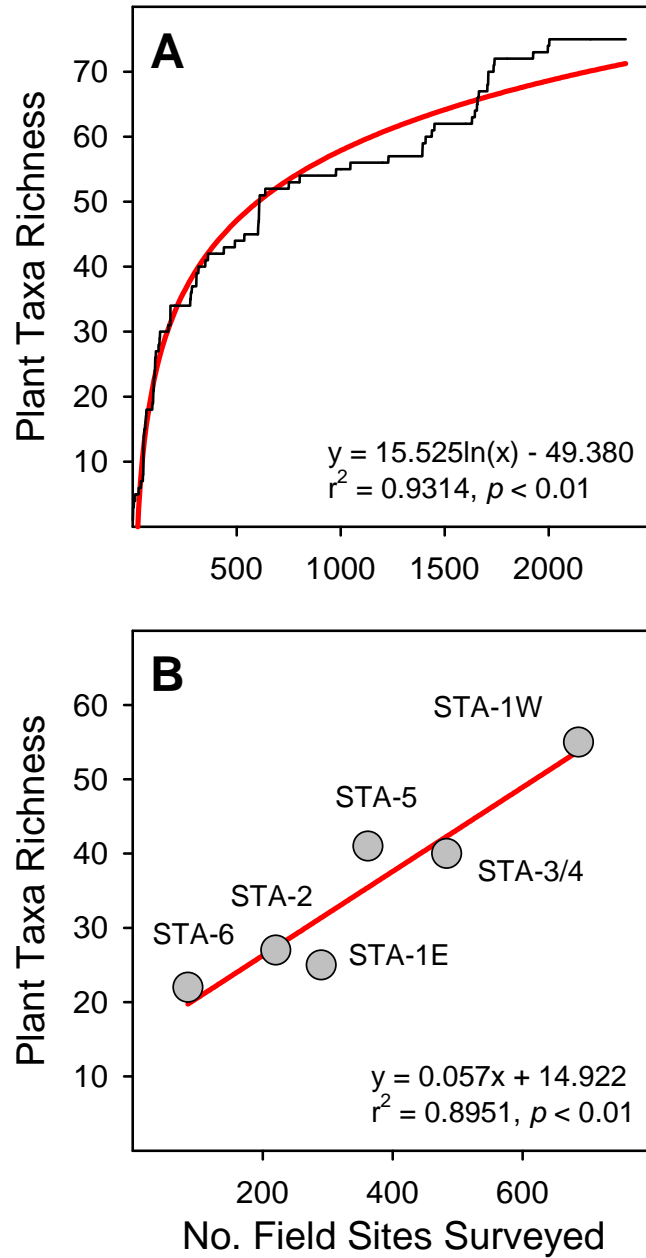 A
Plant Taxa Richness
70
60
50
40
30
20
10
y = 15.525ln(x) - 49.380
r² = 0.9314, p < 0.01
500 1000 1500 2000
B
Plant Taxa Richness
60
50
40
30
20
10
STA-1W
STA-5
STA-3/4
STA-2
STA-6
STA-1E
y = 0.057x + 14.922
r² = 0.8951, p < 0.01
200 400 600
No. Field Sites Surveyed